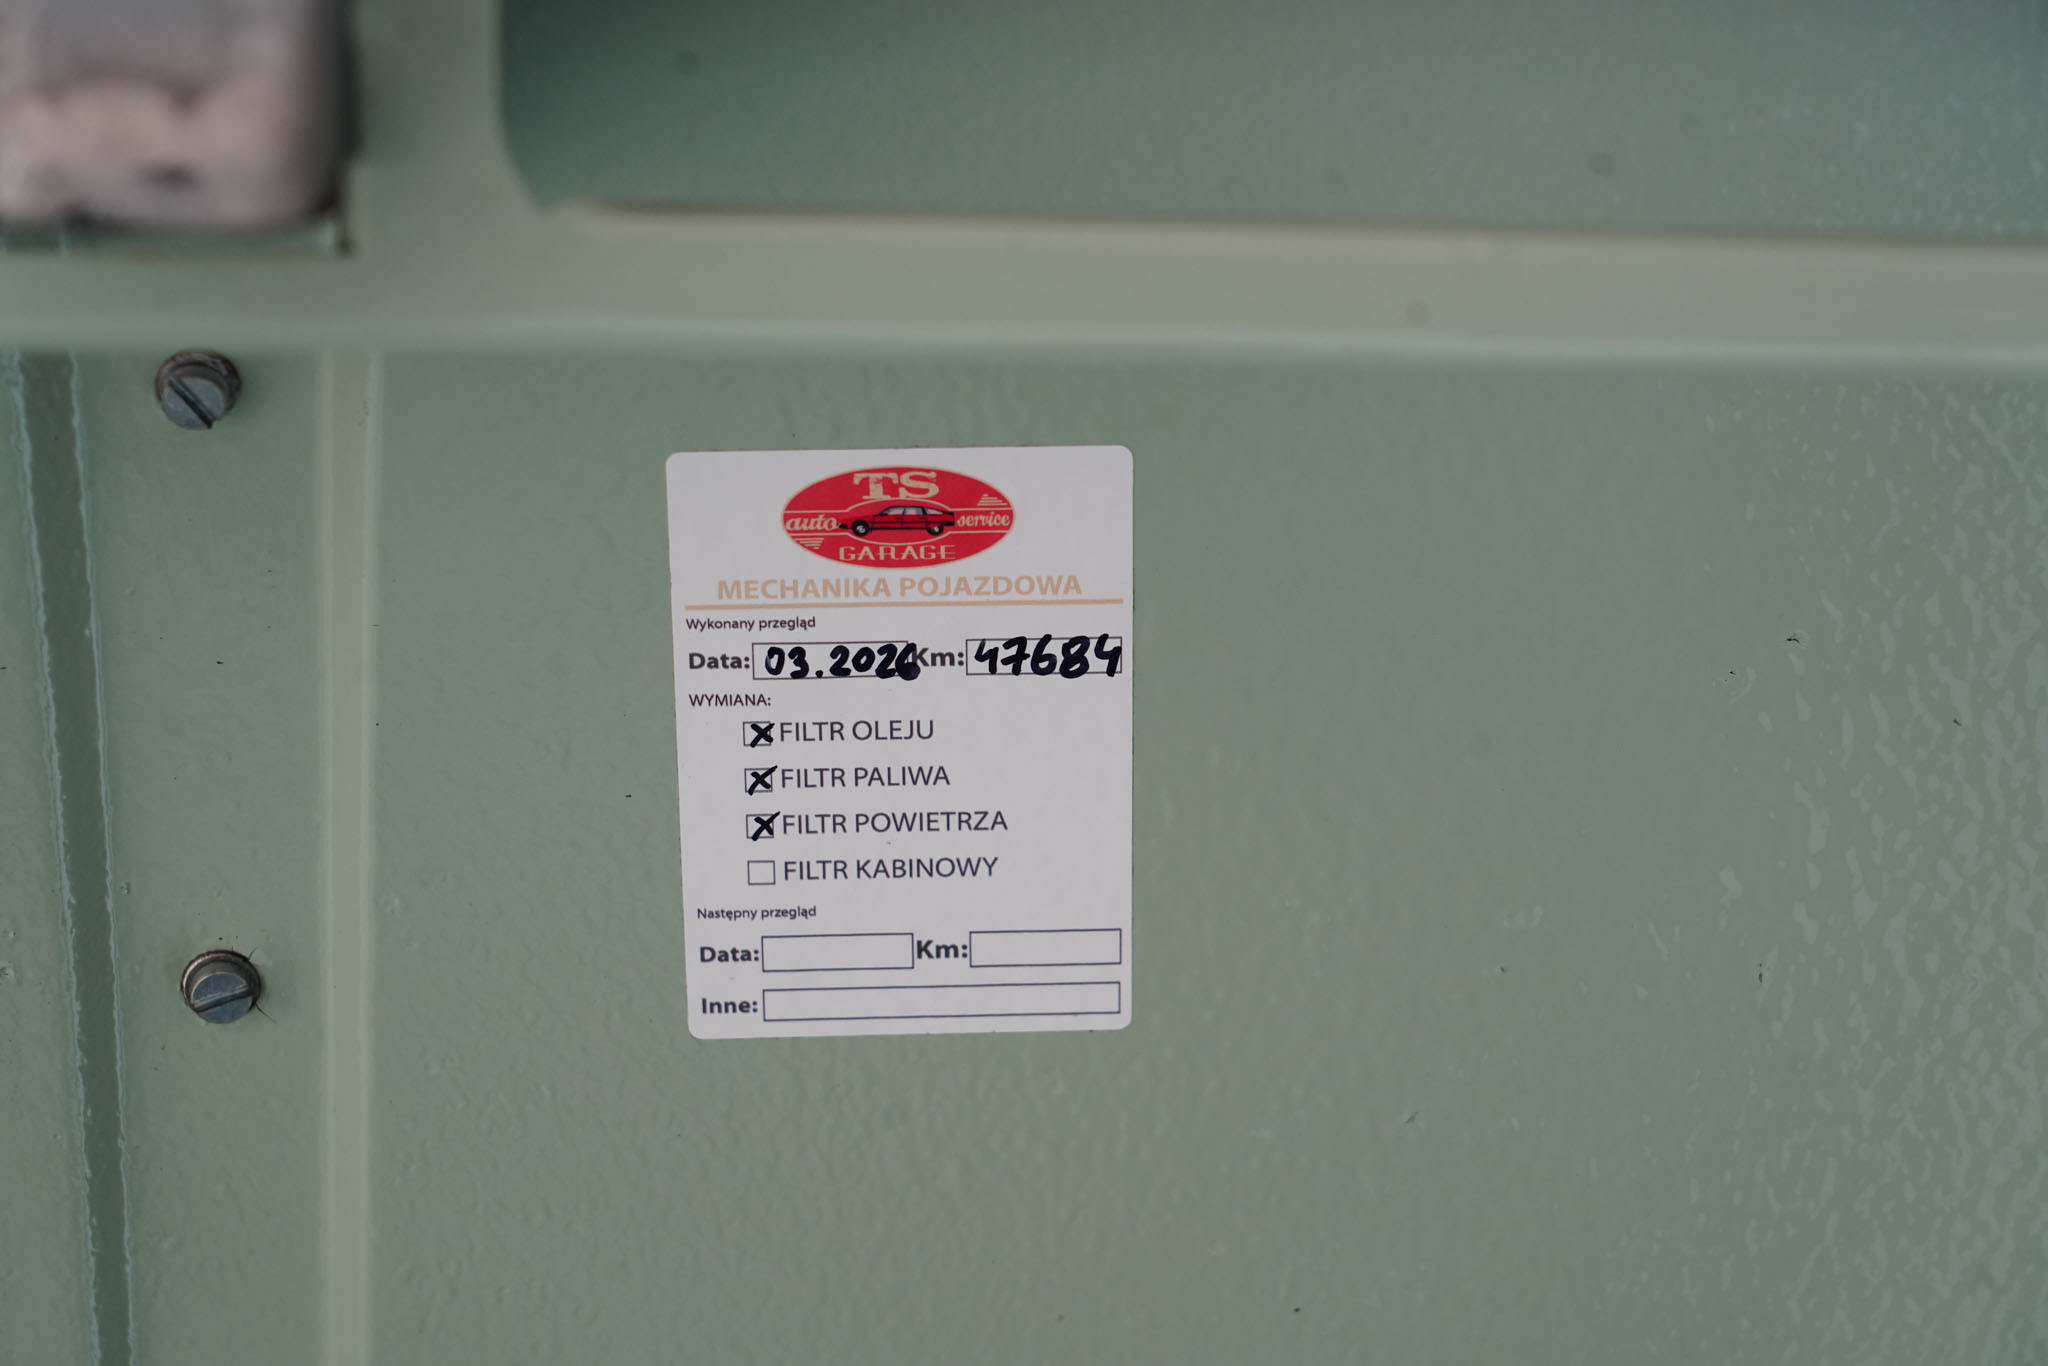 TS
auto service
GARAGE
MECHANIKA POJAZDOWA
Wykonany przegląd
Data: 03.2026 Km: 47684
WYMIANA:
X FILTR OLEJU
X FILTR PALIWA
X FILTR POWIETRZA
FILTR KABINOWY
Następny przegląd
Data: Km:
Inne: